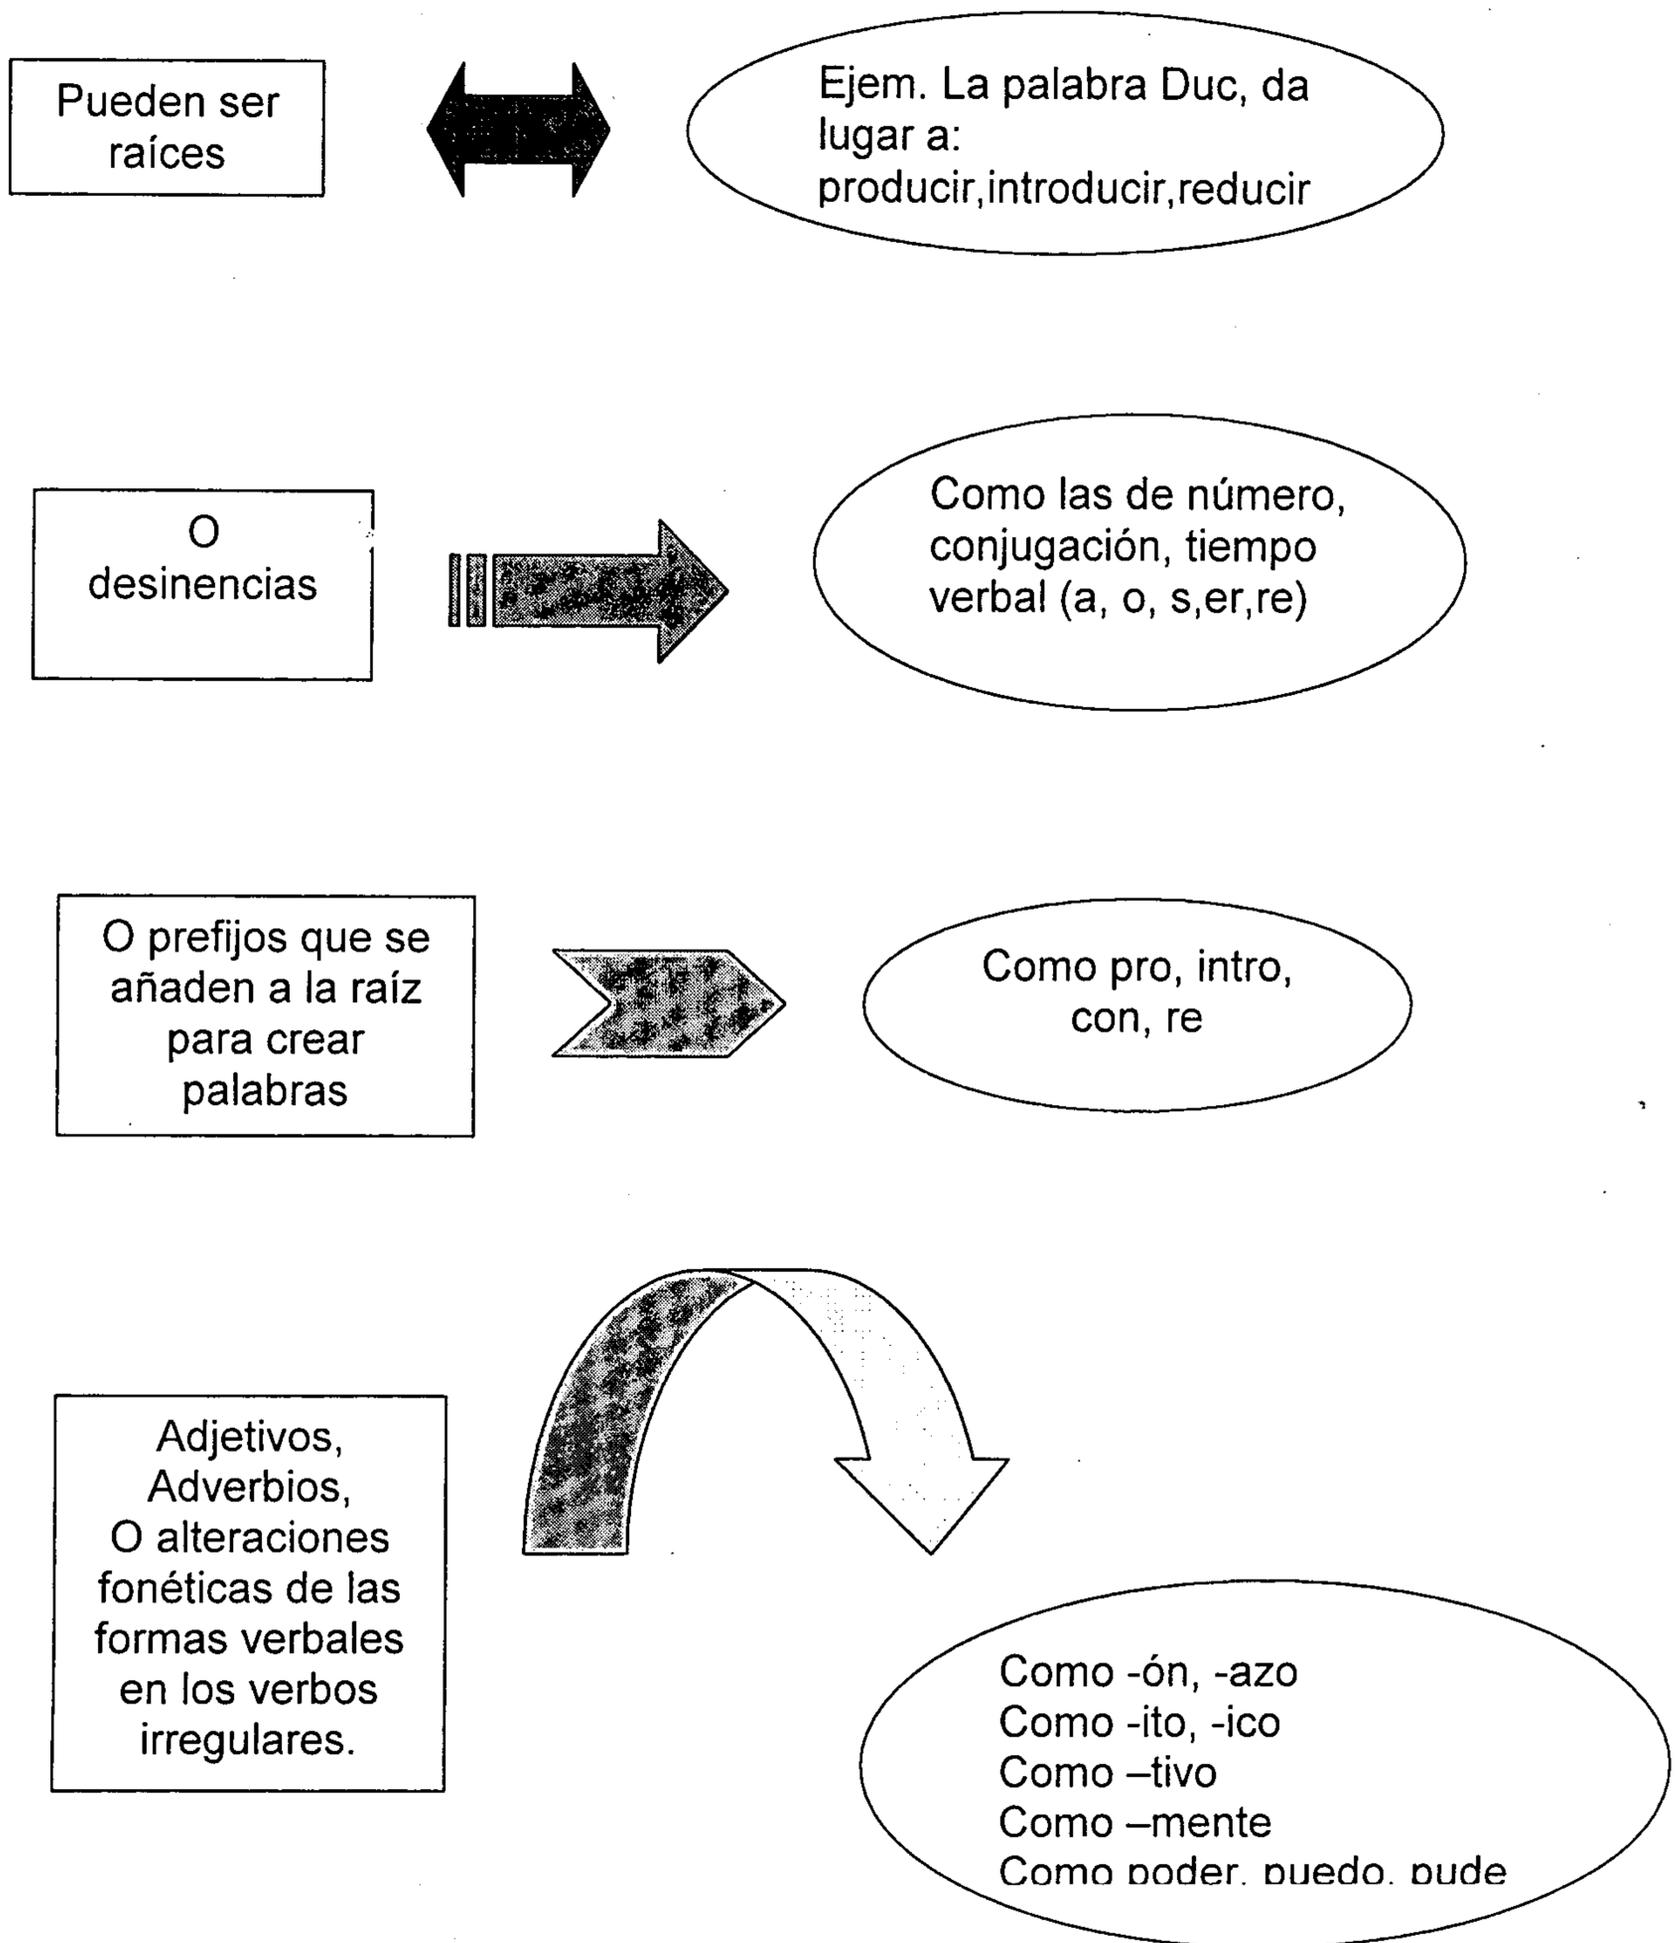 Pueden ser
raíces
Ejem. La palabra Duc, da
lugar a:
producir,introducir,reducir
O
desinencias
Como las de número,
conjugación, tiempo
verbal (a, o, s,er,re)
O prefijos que se
añaden a la raíz
para crear
palabras
Como pro, intro,
con, re
Adjetivos,
Adverbios,
O alteraciones
fonéticas de las
formas verbales
en los verbos
irregulares.
Como -ón, -azo
Como -ito, -ico
Como –tivo
Como –mente
Como poder, puedo, pude